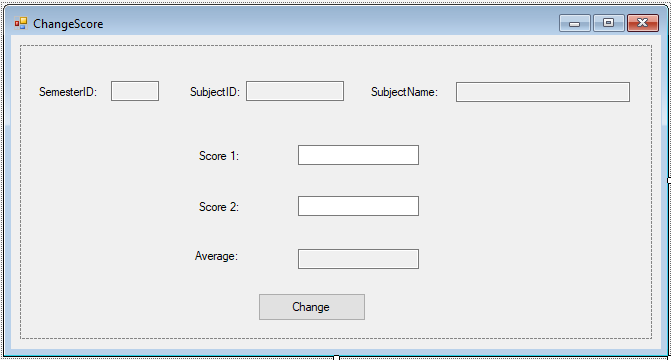 ChangeScore
SemesterID: SubjectID: SubjectName:
Score 1:
Score 2:
Average:
Change